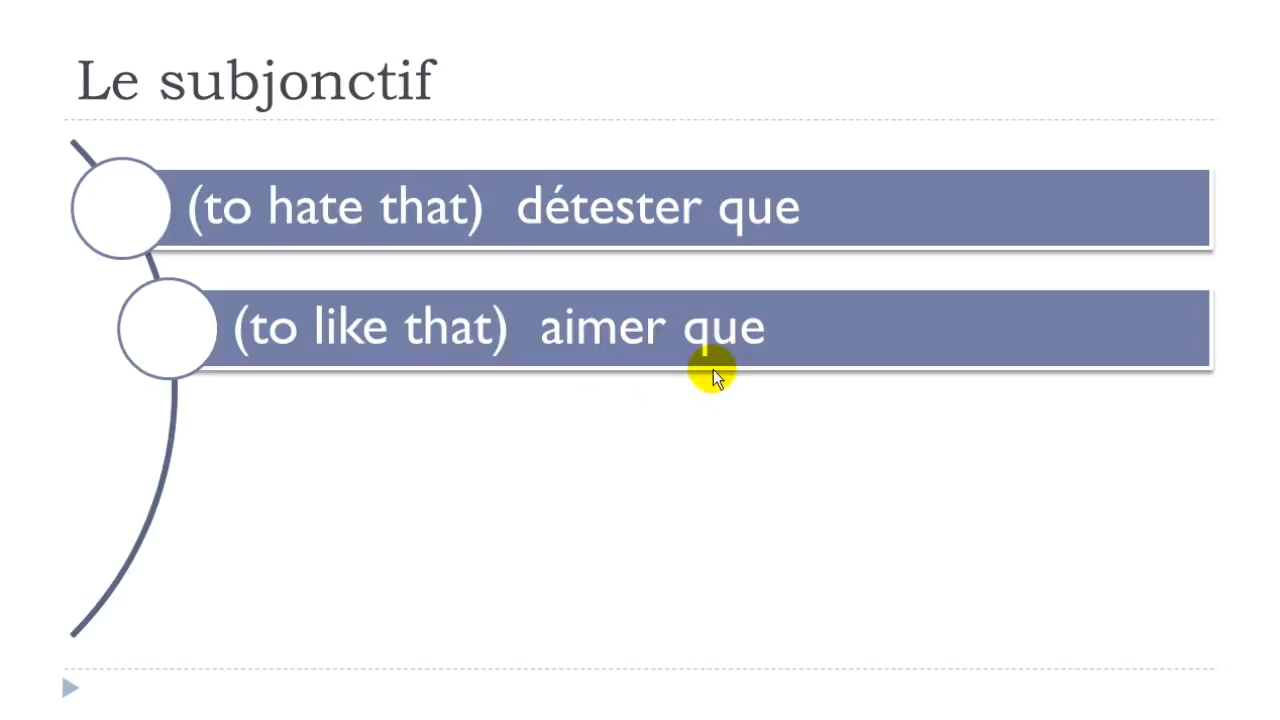 Le subjonctif
(to hate that) détester que
(to like that) aimer que